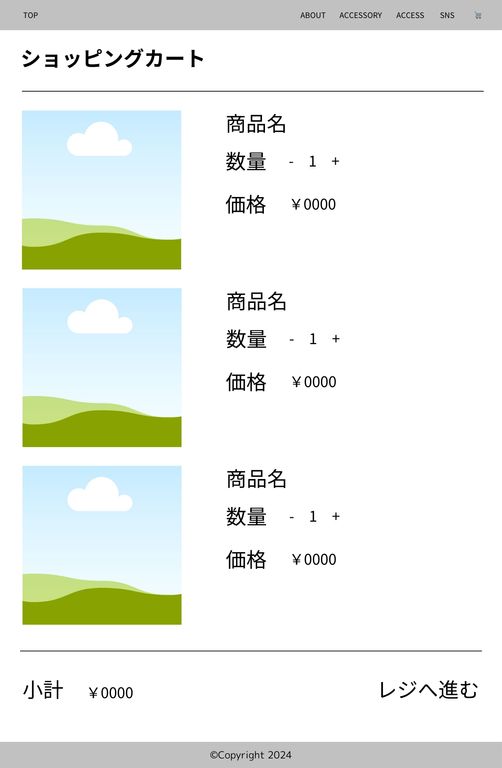 TOP ABOUT ACCESSORY ACCESS SNS
ショッピングカート
商品名
数量 - 1 +
価格 ￥0000
商品名
数量 - 1 +
価格 ￥0000
商品名
数量 - 1 +
価格 ￥0000
小計 ￥0000 レジへ進む
©Copyright 2024